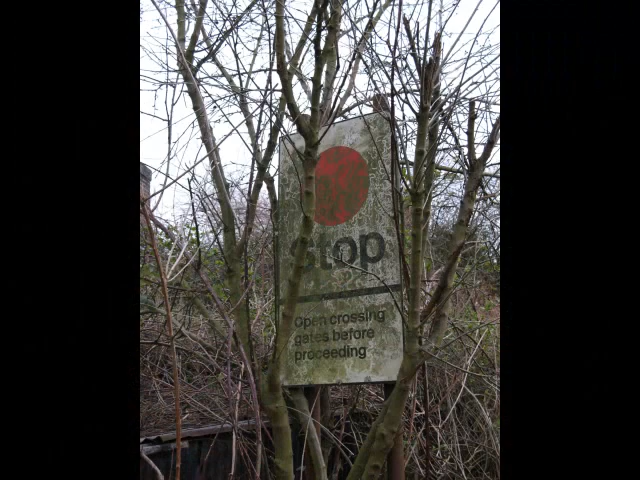 Stop
Open crossing
gates before
proceeding